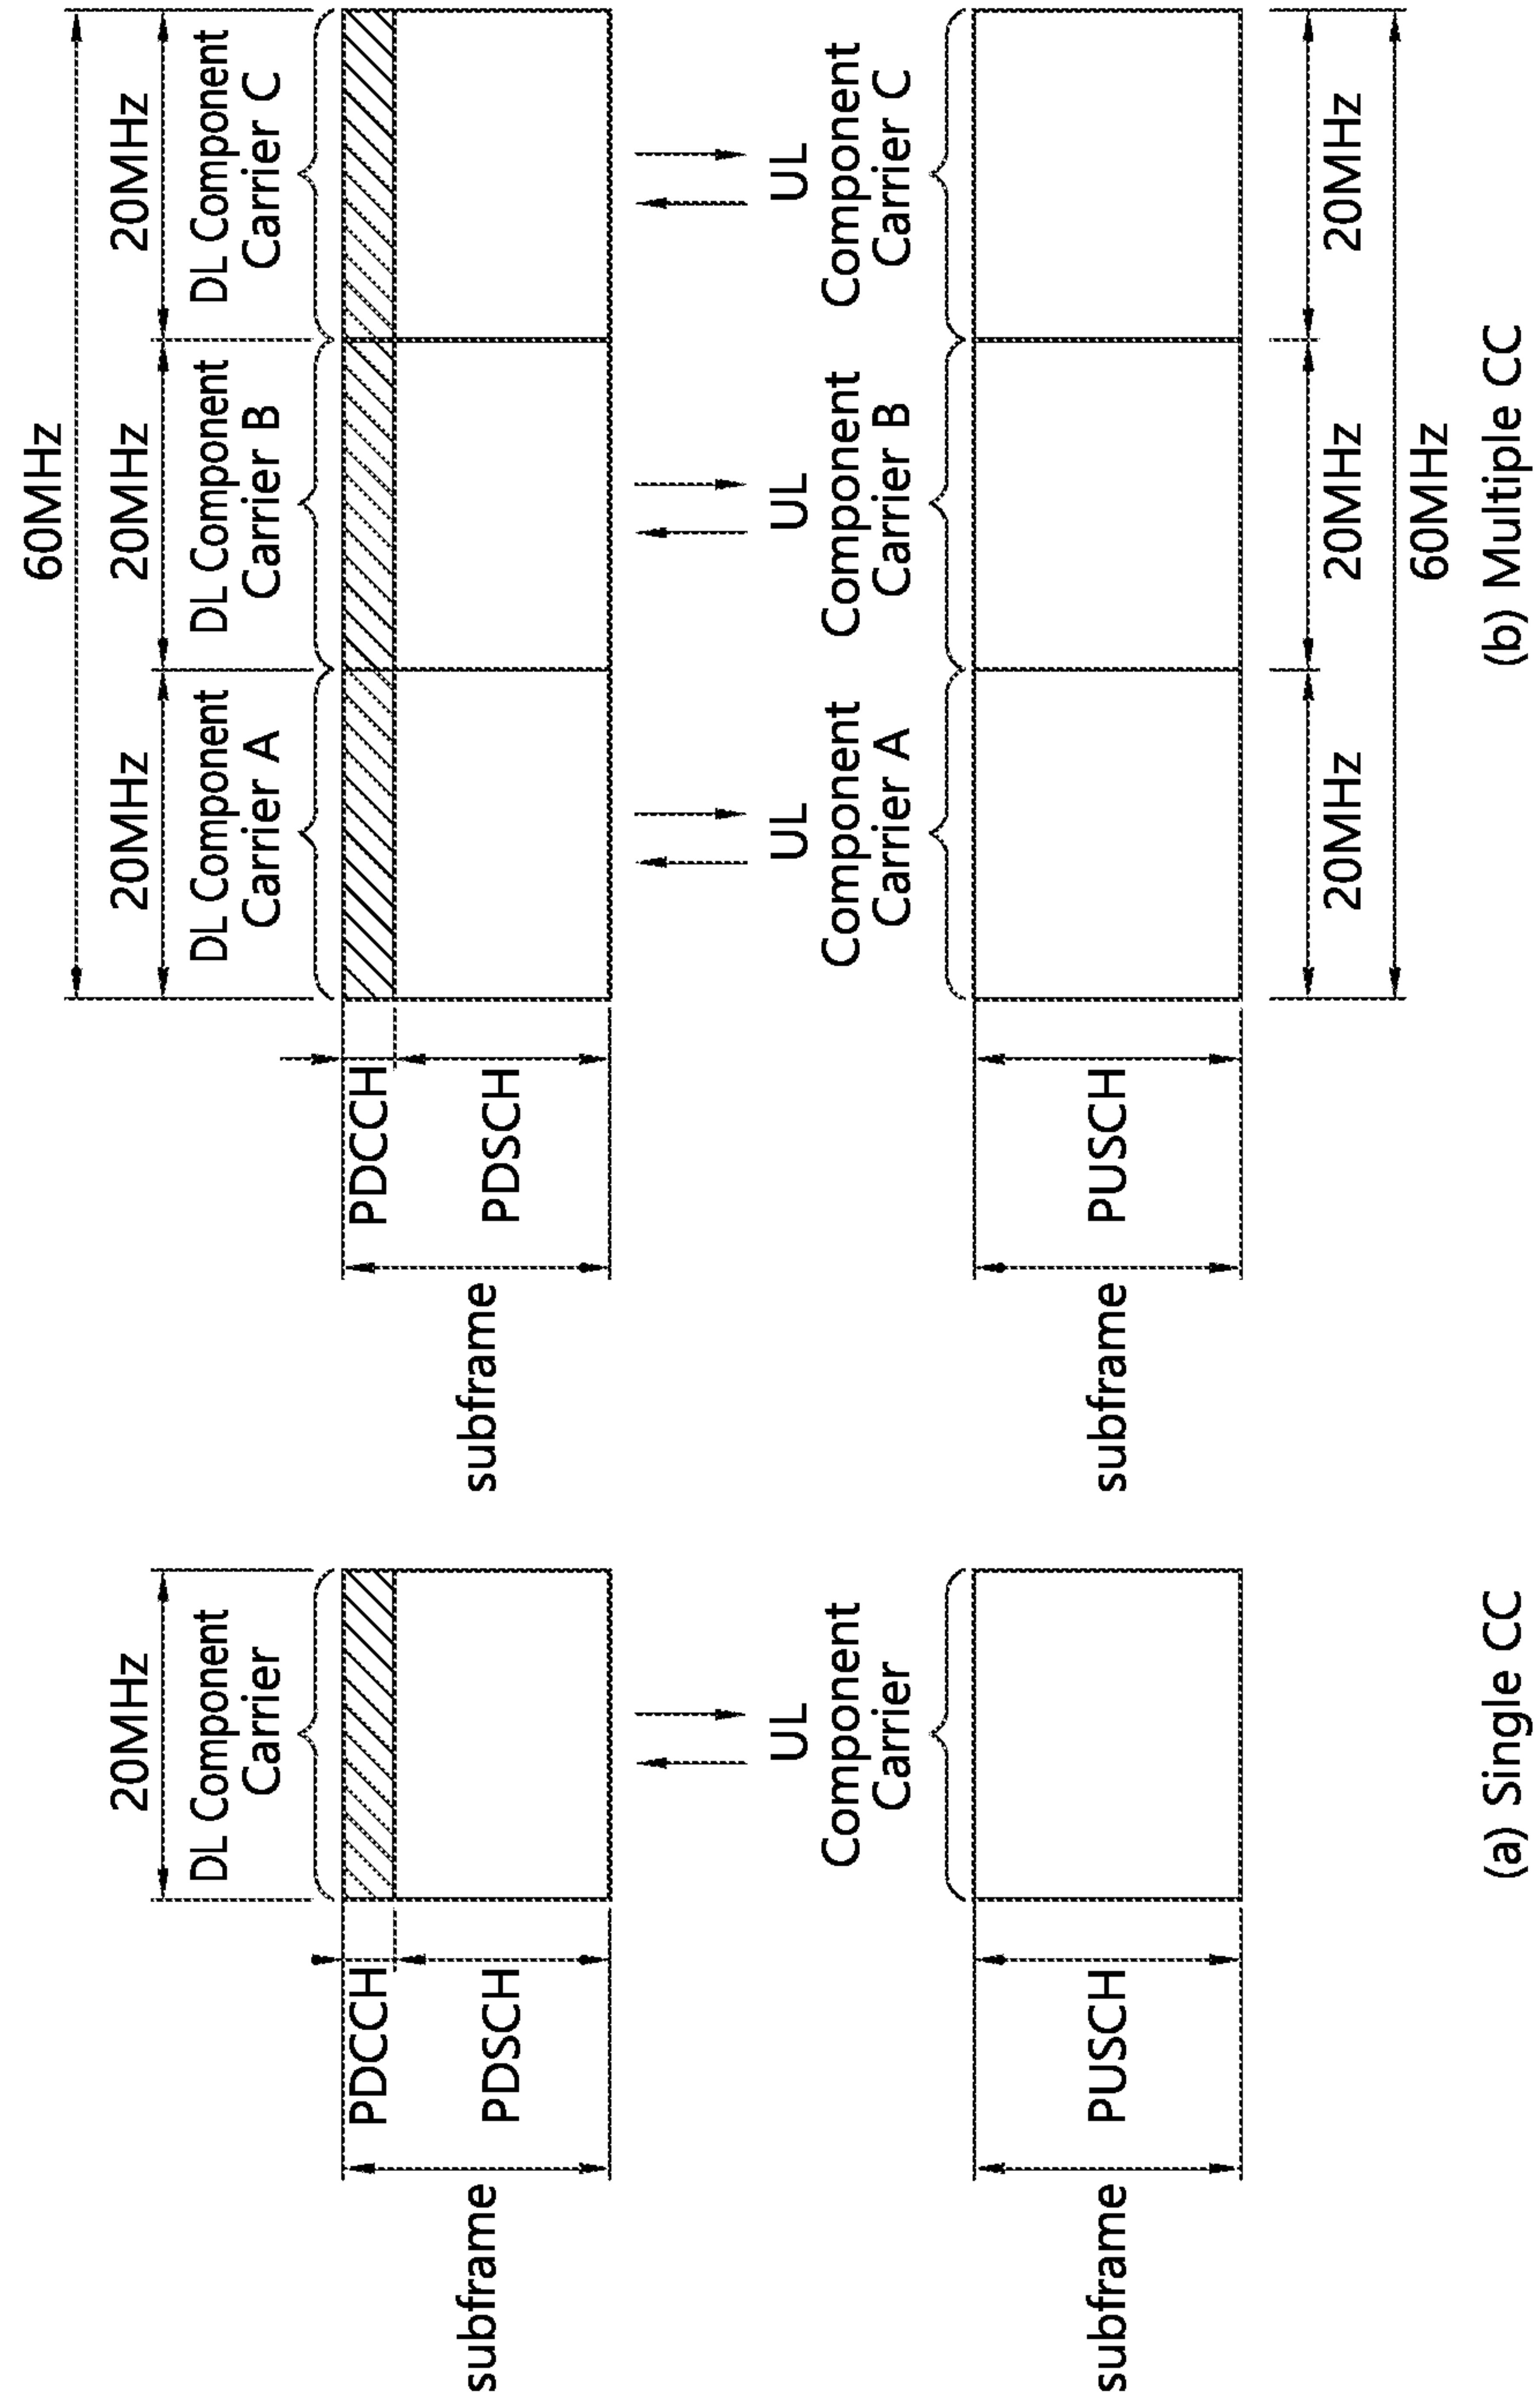 20MHz
DL Component
Carrier
PDCCH
PDSCH
subframe
UL
Component
Carrier
PUSCH
subframe
(a) Single CC
60MHz
20MHz
20MHz
20MHz
DL Component
Carrier A
DL Component
Carrier B
DL Component
Carrier C
PDCCH
PDSCH
subframe
UL
Component
Carrier A
UL
Component
Carrier B
UL
Component
Carrier C
PUSCH
subframe
20MHz
20MHz
20MHz
60MHz
(b) Multiple CC